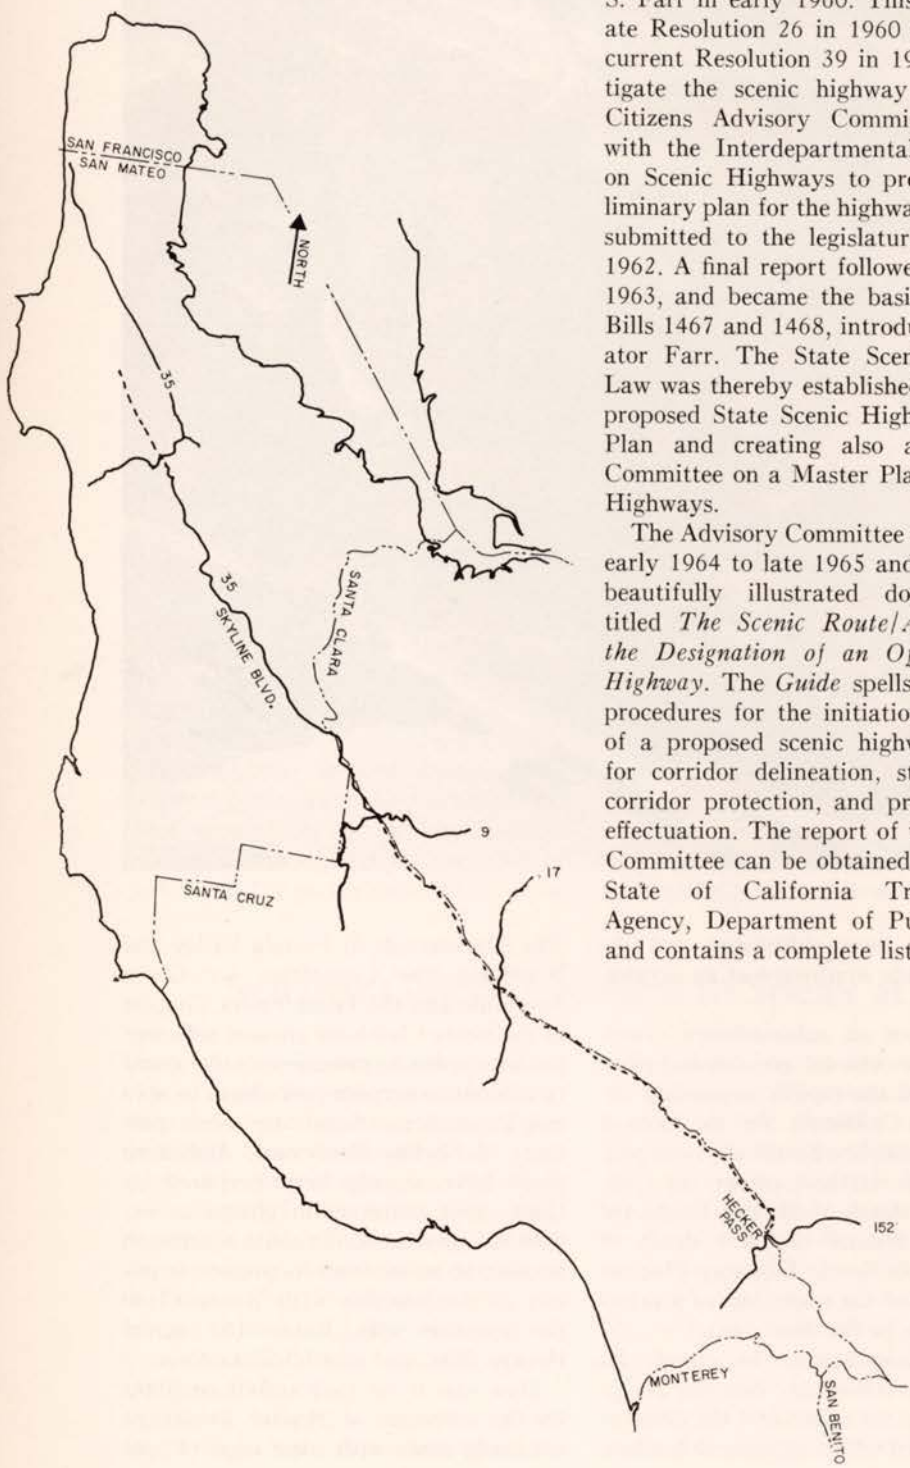 S. Farr in early 1960. This
ate Resolution 26 in 1960
current Resolution 39 in 19
tigate the scenic highway
Citizens Advisory Commi
with the Interdepartmental
on Scenic Highways to pre
liminary plan for the highwa
submitted to the legislatur
1962. A final report followe
1963, and became the basi
Bills 1467 and 1468, introdu
ator Farr. The State Scen
Law was thereby established
proposed State Scenic High
Plan and creating also a
Committee on a Master Pla
Highways.
The Advisory Committee
early 1964 to late 1965 and
beautifully illustrated do
titled The Scenic Route/A
the Designation of an Op
Highway. The Guide spells
procedures for the initiatio
of a proposed scenic highw
for corridor delineation, st
corridor protection, and pr
effectuation. The report of
Committee can be obtained
State of California Tr
Agency, Department of Pu
and contains a complete list
SAN FRANCISCO
SAN MATEO
NORTH
35
35
SKYLINE BLVD.
SANTA CLARA
9
17
SANTA CRUZ
HECKER
PASS
152
MONTEREY
SAN BENITO